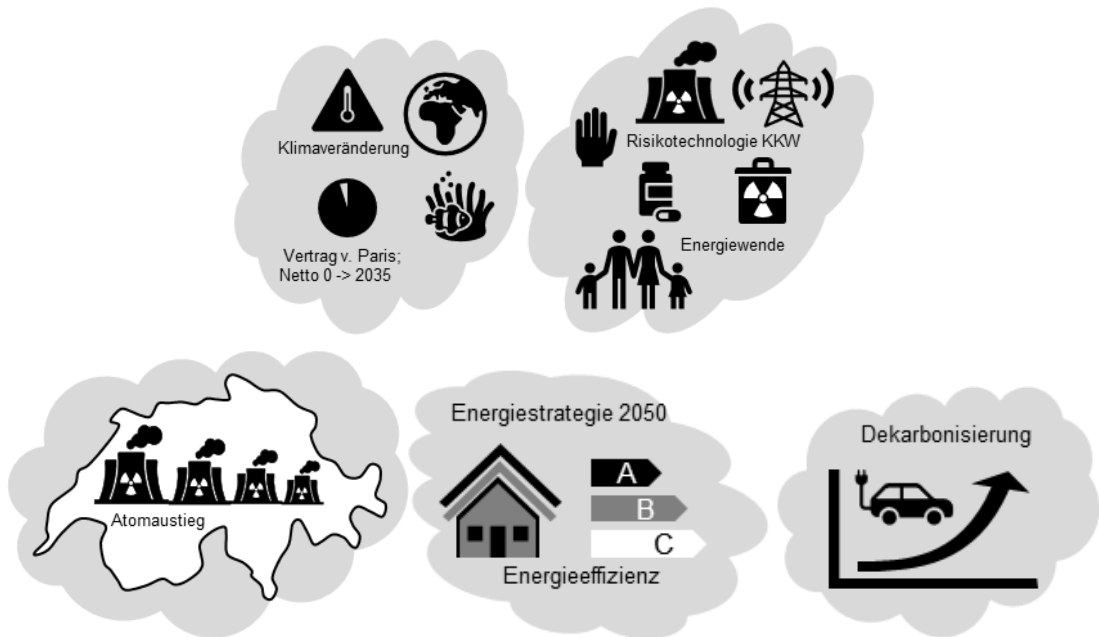 Klimaveränderung
Vertrag v. Paris;
Netto 0 -> 2035
Risikotechnologie KKW
Energiewende
Atomaustieg
Energiestrategie 2050
A
B
C
Energieeffizienz
Dekarbonisierung